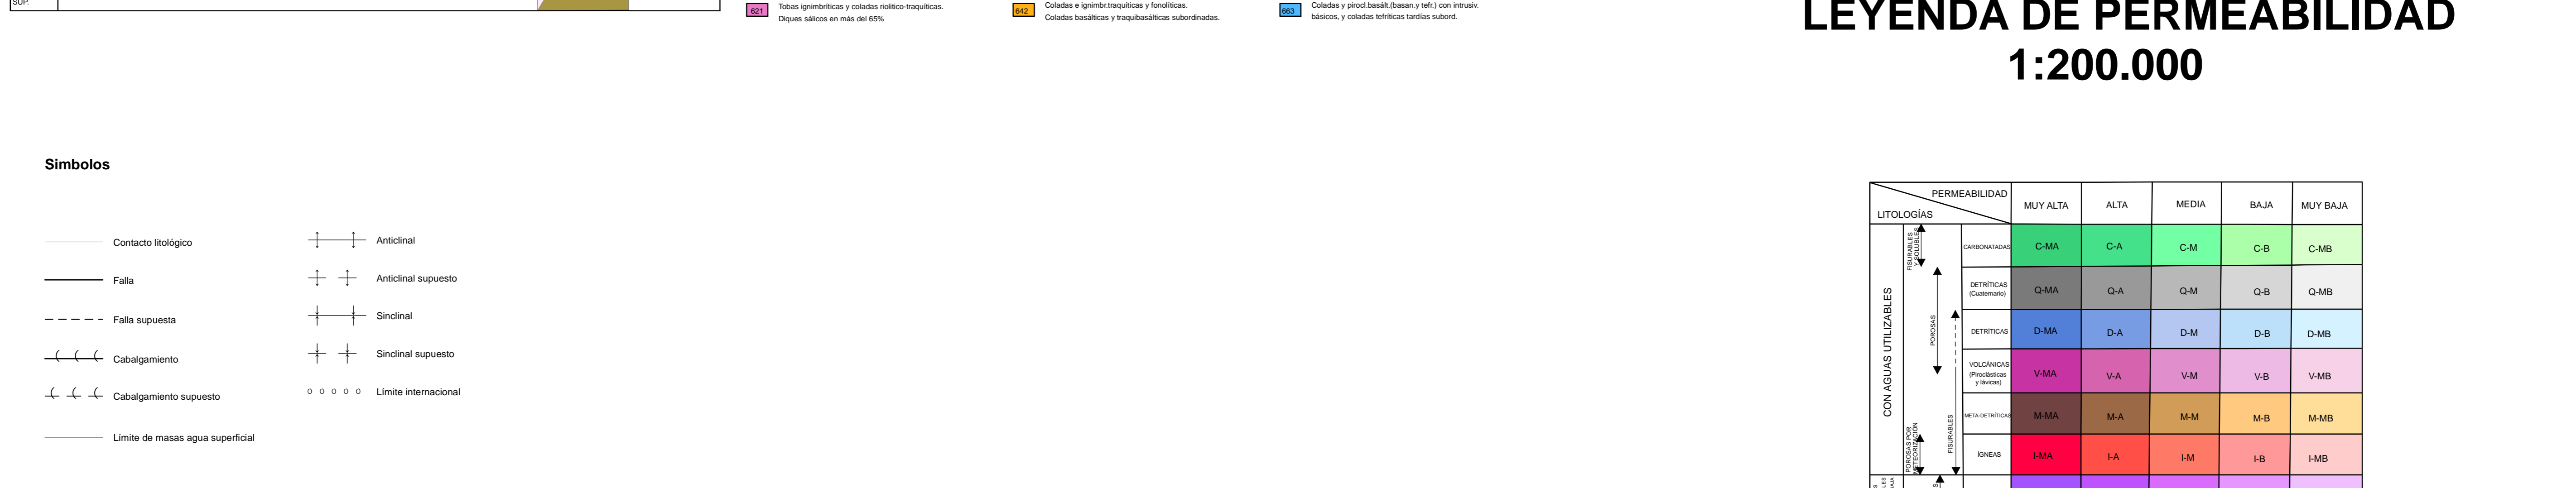 SUP.
621
Tobas ignimbríticas y coladas riolítico-traquíticas.
Diques sálicos en más del 65%
642
Coladas e ignimbr.traquíticas y fonolíticas.
Coladas basálticas y traquibasálticas subordinadas.
663
Coladas y pirocl.basált.(basan.y tefr.) con intrusiv.
básicos, y coladas tefríticas tardías subord.
LEYENDA DE PERMEABILIDAD
1:200.000
Simbolos
Contacto litológico
Falla
Falla supuesta
Cabalgamiento
Cabalgamiento supuesto
Límite de masas agua superficial
Anticlinal
Anticlinal supuesto
Sinclinal
Sinclinal supuesto
Límite internacional
PERMEABILIDAD
LITOLOGÍAS
MUY ALTA
ALTA
MEDIA
BAJA
MUY BAJA
CON AGUAS UTILIZABLES
FISURABLES
Y SOLUBLES
POROSAS
FISURABLES
POROSAS POR
METEORIZACIÓN
CARBONATADAS
C-MA
C-A
C-M
C-B
C-MB
DETRÍTICAS
(Cuaternario)
Q-MA
Q-A
Q-M
Q-B
Q-MB
DETRÍTICAS
D-MA
D-A
D-M
D-B
D-MB
VOLCÁNICAS
(Piroclásticas
y lávicas)
V-MA
V-A
V-M
V-B
V-MB
META-DETRÍTICAS
M-MA
M-A
M-M
M-B
M-MB
ÍGNEAS
I-MA
I-A
I-M
I-B
I-MB